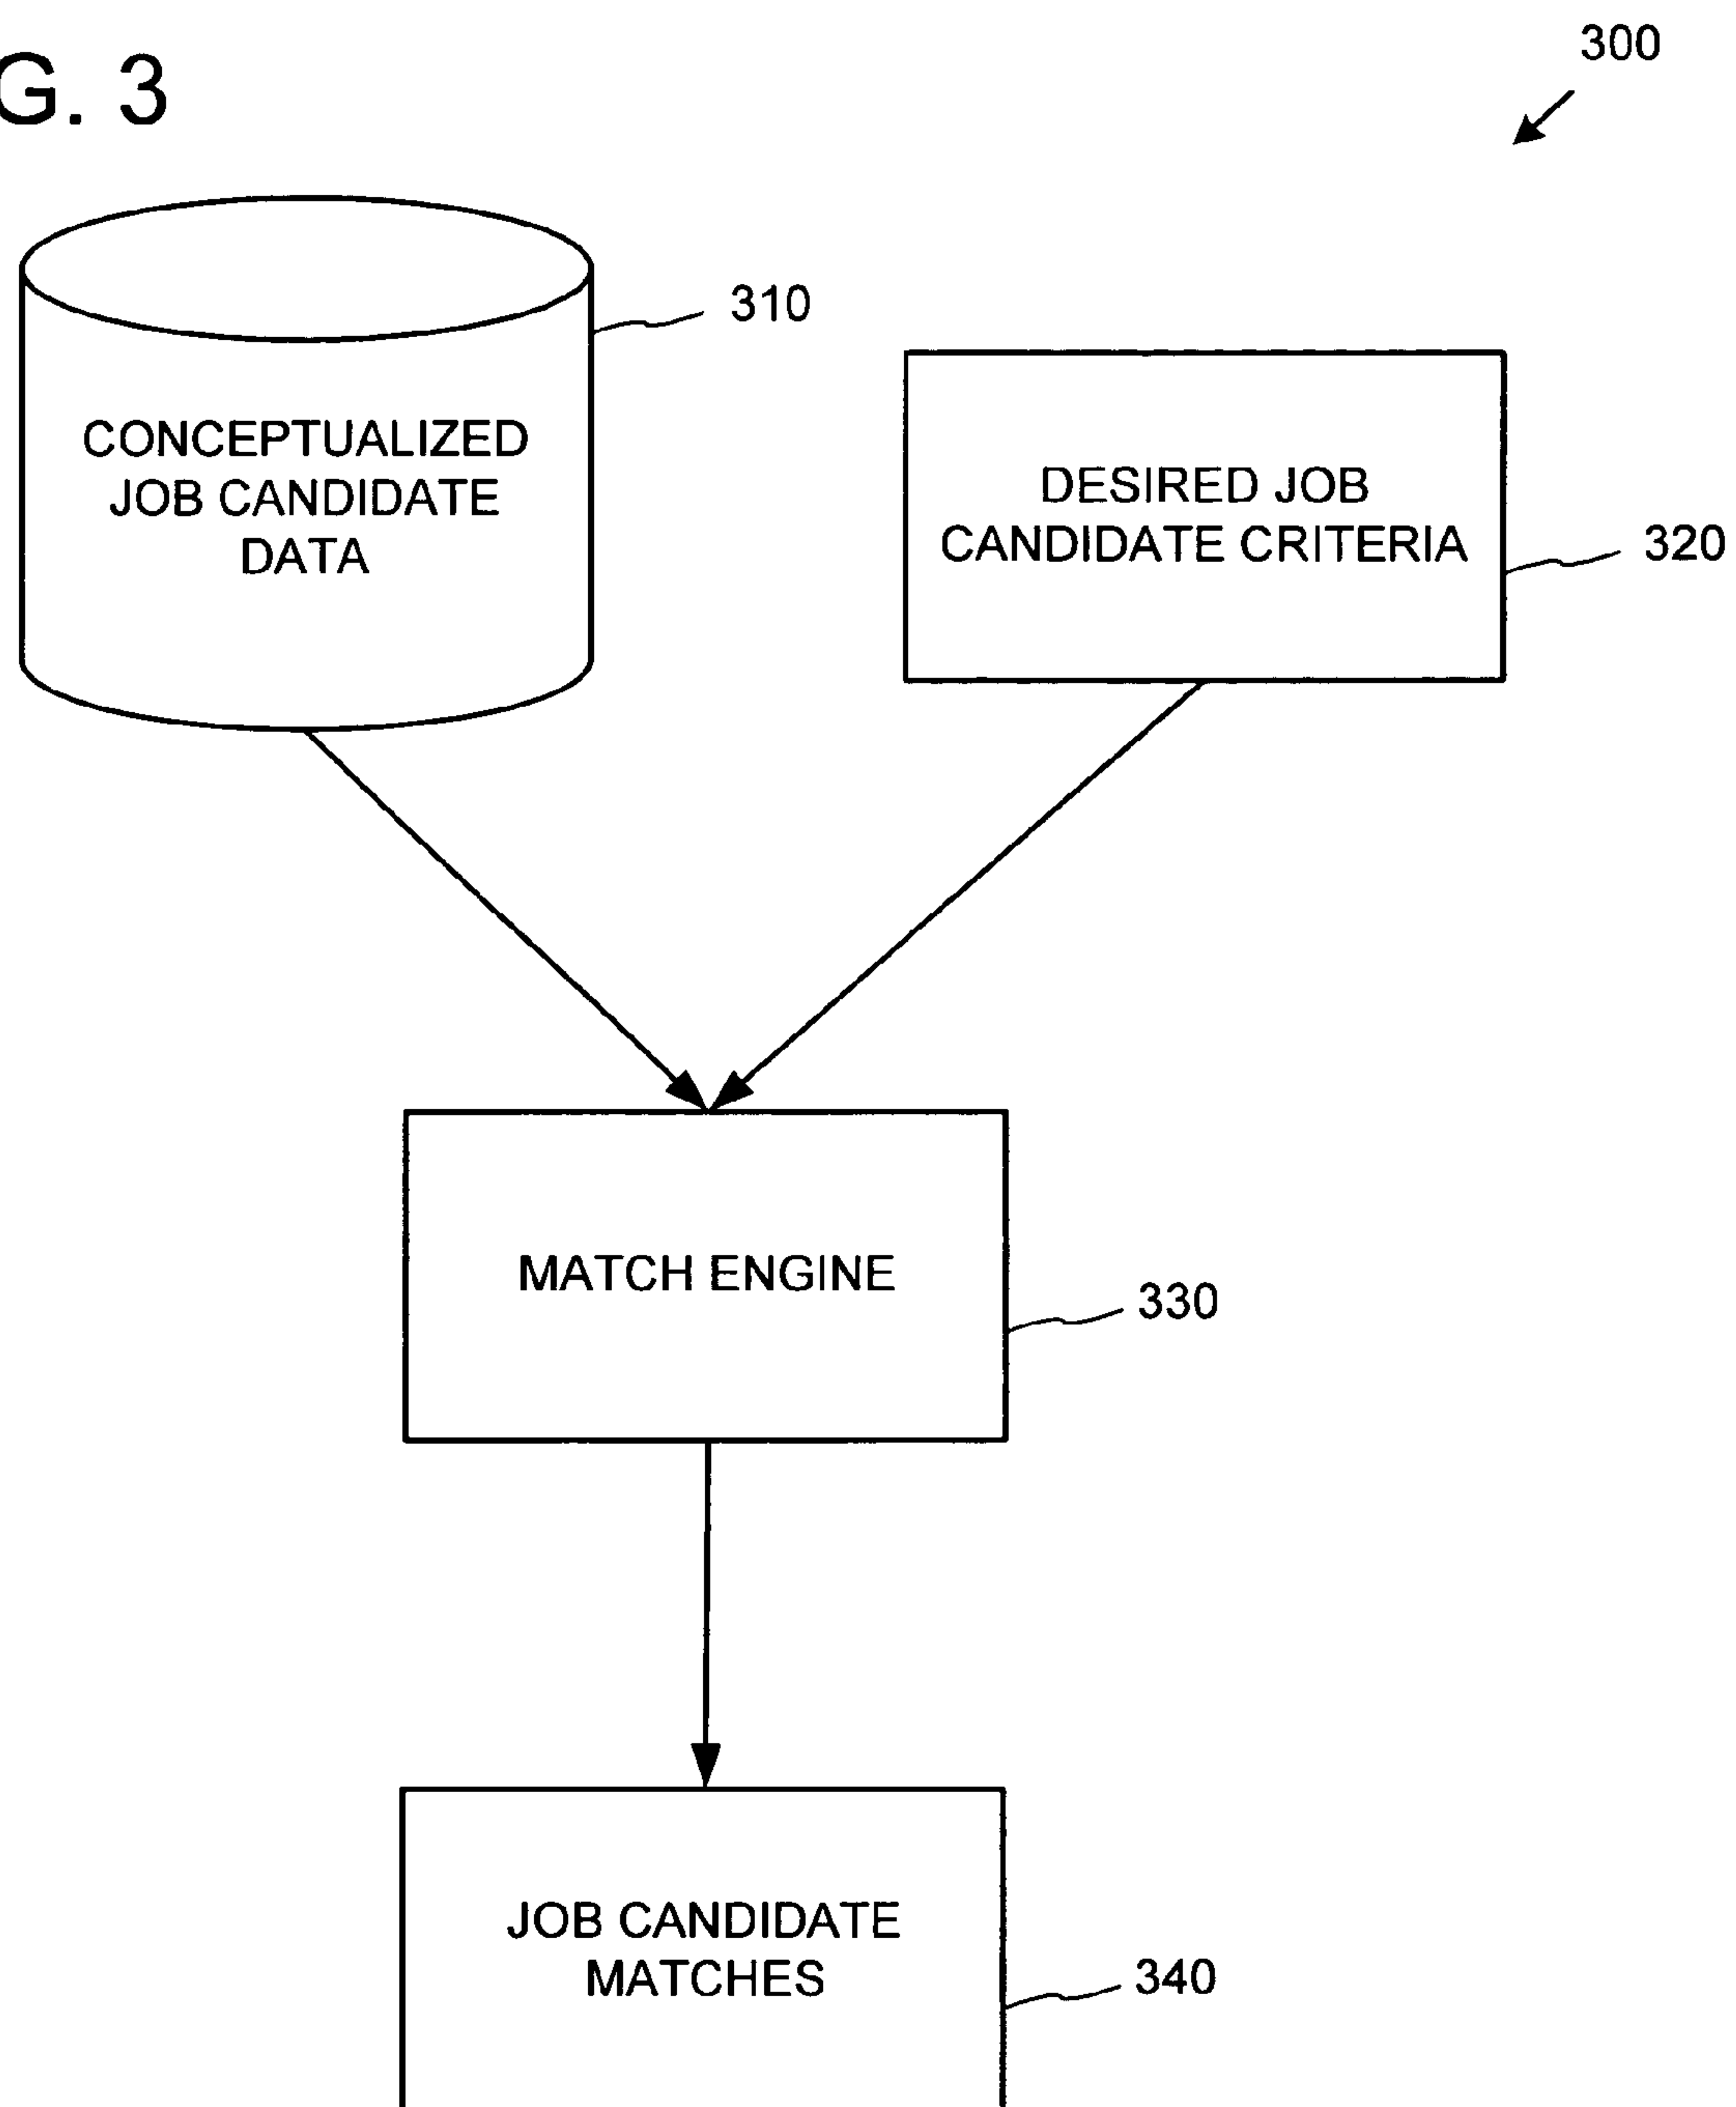 G. 3
300
310
CONCEPTUALIZED
JOB CANDIDATE
DATA
DESIRED JOB
CANDIDATE CRITERIA
320
MATCH ENGINE
330
JOB CANDIDATE
MATCHES
340